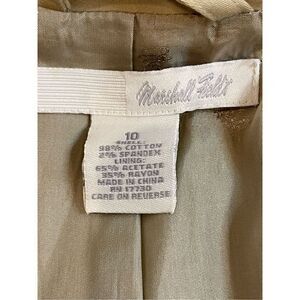 Marshall Field's
10
SHELL:
98% COTTON
2% SPANDEX
LINING:
65% ACETATE
35% RAYON
MADE IN CHINA
RN 17730
CARE ON REVERSE